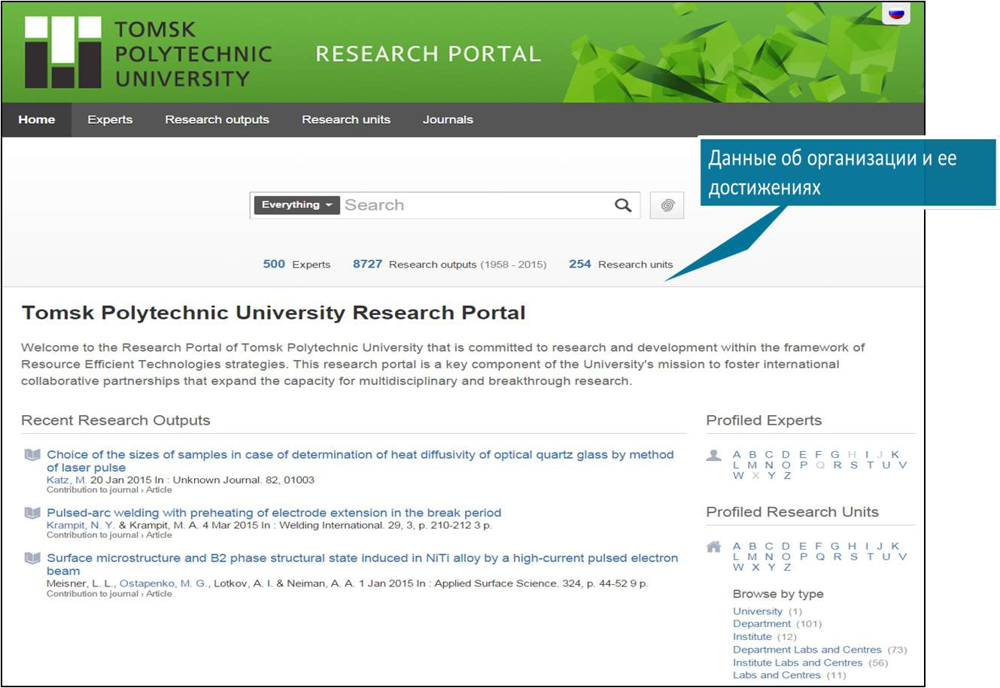 TOMSK
POLYTECHNIC
UNIVERSITY
RESEARCH PORTAL
Home Experts Research outputs Research units Journals
Данные об организации и ее
достижениях
Everything Search
500 Experts 8727 Research outputs (1958 - 2015) 254 Research units
Tomsk Polytechnic University Research Portal
Welcome to the Research Portal of Tomsk Polytechnic University that is committed to research and development within the framework of
Resource Efficient Technologies strategies. This research portal is a key component of the University's mission to foster international
collaborative partnerships that expand the capacity for multidisciplinary and breakthrough research.
Recent Research Outputs
Choice of the sizes of samples in case of determination of heat diffusivity of optical quartz glass by method
of laser pulse
Katz, M. 20 Jan 2015 In : Unknown Journal. 82, 01003
Contribution to journal › Article
Pulsed-arc welding with preheating of electrode extension in the break period
Krampit, N. Y. & Krampit, M. A. 4 Mar 2015 In : Welding International. 29, 3, p. 210-212 3 p.
Contribution to journal › Article
Surface microstructure and B2 phase structural state induced in NiTi alloy by a high-current pulsed electron
beam
Meisner, L. L., Ostapenko, M. G., Lotkov, A. I. & Neiman, A. A. 1 Jan 2015 In : Applied Surface Science. 324, p. 44-52 9 p.
Contribution to journal › Article
Profiled Experts
A B C D E F G H I J K
L M N O P Q R S T U V
W X Y Z
Profiled Research Units
A B C D E F G H I J K
L M N O P Q R S T U V
W X Y Z
Browse by type
University (1)
Department (101)
Institute (12)
Department Labs and Centres (73)
Institute Labs and Centres (56)
Labs and Centres (11)